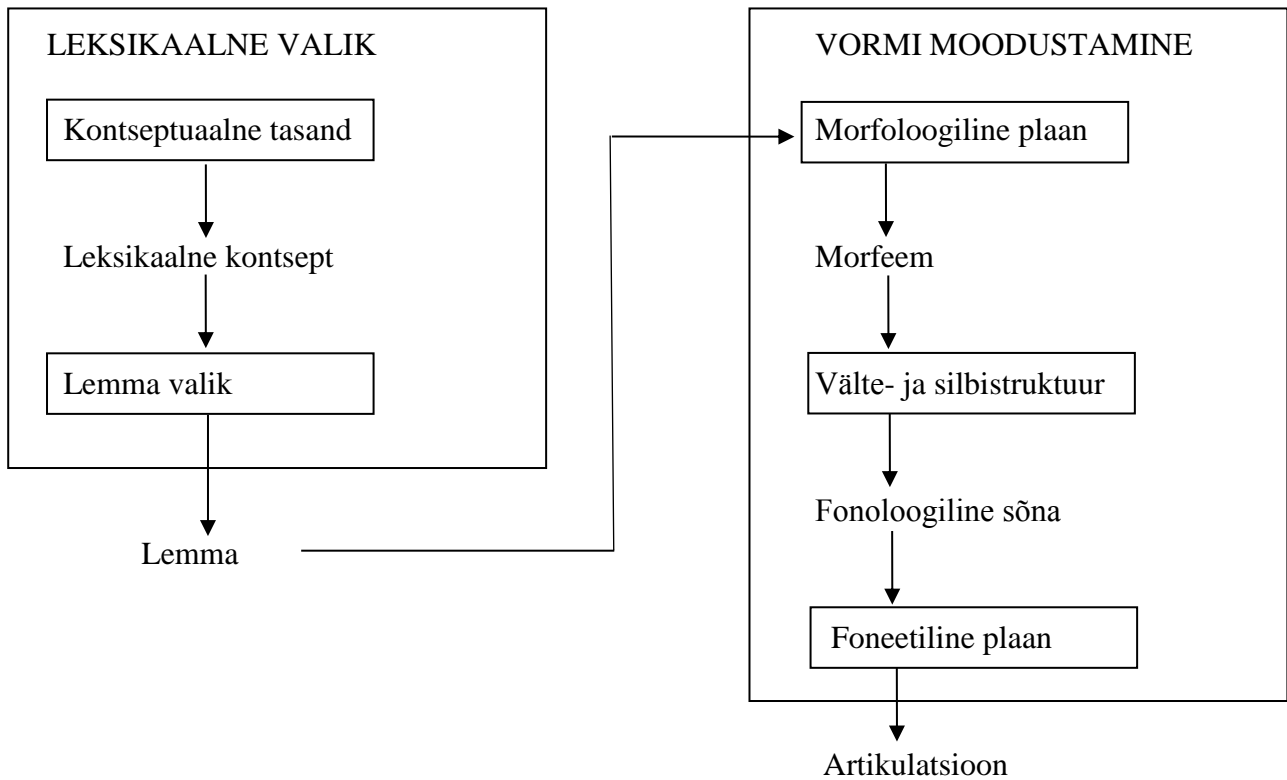 LEKSIKAALNE VALIK
Kontseptuaalne tasand
Leksikaalne kontsept
Lemma valik
Lemma
VORMI MOODUSTAMINE
Morfoloogiline plaan
Morfeem
Välte- ja silbistruktuur
Fonoloogiline sõna
Foneetiline plaan
Artikulatsioon